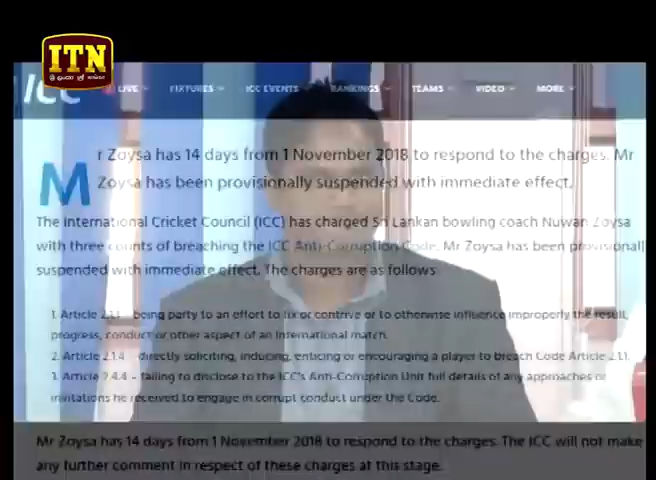 ITN
ශ්‍රී ලංකා
ICC LIVE FIXTURES ICC EVENTS RANKINGS TEAMS VIDEO MORE
Mr Zoysa has 14 days from 1 November 2018 to respond to the charges. Mr
Zoysa has been provisionally suspended with immediate effect.
The International Cricket Council (ICC) has charged Sri Lankan bowling coach Nuwan Zoysa
with three counts of breaching the ICC Anti-Corruption Code. Mr Zoysa has been provisionally
suspended with immediate effect. The charges are as follows:
1. Article 2.1.1 – being party to an effort to fix or contrive or to otherwise influence improperly the result,
progress, conduct or other aspect of an International match.
2. Article 2.1.4 – directly soliciting, inducing, enticing or encouraging a player to breach Code Article 2.1.1.
3. Article 2.4.4 – failing to disclose to the ICC's Anti-Corruption Unit full details of any approaches or
invitations he received to engage in corrupt conduct under the Code.
Mr Zoysa has 14 days from 1 November 2018 to respond to the charges. The ICC will not make
any further comment in respect of these charges at this stage.